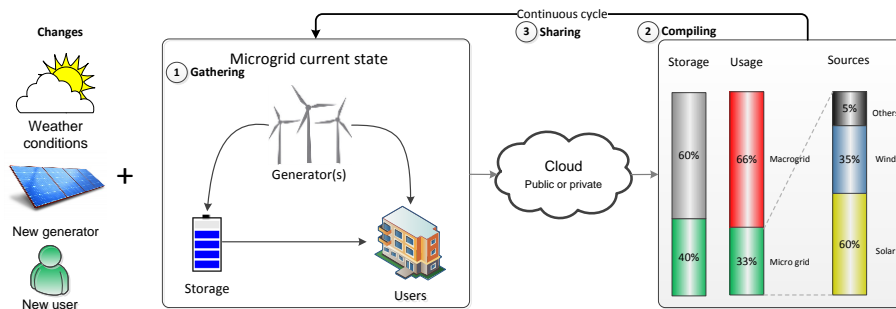 Changes
Weather
conditions
+
New generator
New user
Continuous cycle
3 Sharing
Microgrid current state
1 Gathering
Generator(s)
Storage
Users
Cloud
Public or private
2 Compiling
Storage
Usage
Sources
60%
40%
66%
33%
Macrogrid
Micro grid
5%
35%
60%
Others
Wind
Solar